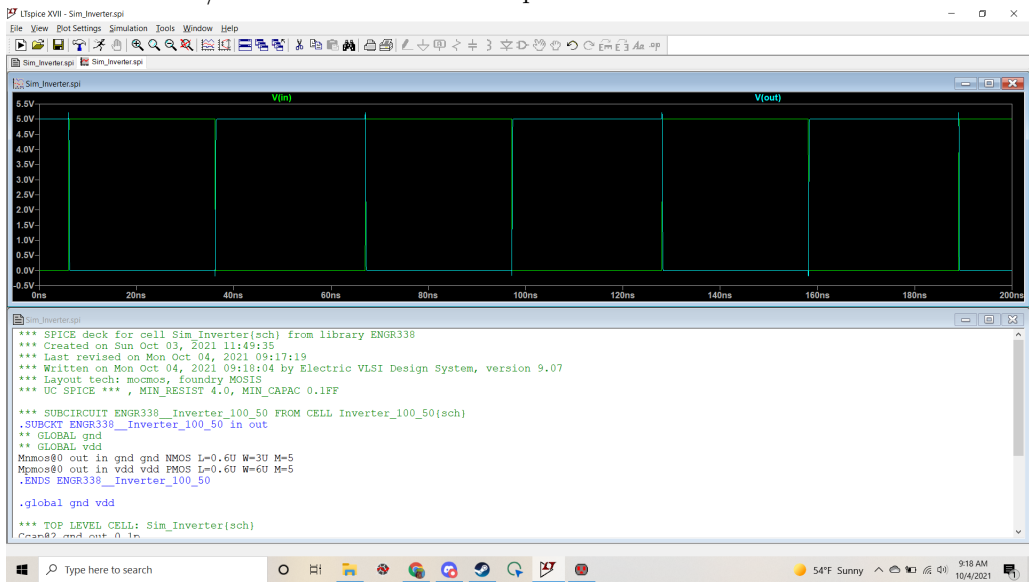 LTspice XVII - Sim_Inverter.spi
File View Plot Settings Simulation Tools Window Help
Sim_Inverter.spi Sim_Inverter.spi
Sim_Inverter.spi
V(in) V(out)
5.5V
5.0V
4.5V
4.0V
3.5V
3.0V
2.5V
2.0V
1.5V
1.0V
0.5V
0.0V
-0.5V
0ns 20ns 40ns 60ns 80ns 100ns 120ns 140ns 160ns 180ns 200ns
Sim_Inverter.spi
*** SPICE deck for cell Sim_Inverter{sch} from library ENGR338
*** Created on Sun Oct 03, 2021 11:49:35
*** Last revised on Mon Oct 04, 2021 09:17:19
*** Written on Mon Oct 04, 2021 09:18:04 by Electric VLSI Design System, version 9.07
*** Layout tech: mocmos, foundry MOSIS
*** UC SPICE *** , MIN_RESIST 4.0, MIN_CAPAC 0.1FF
*** SUBCIRCUIT ENGR338__Inverter_100_50 FROM CELL Inverter_100_50{sch}
.SUBCKT ENGR338__Inverter_100_50 in out
** GLOBAL gnd
** GLOBAL vdd
Mnmos@0 out in gnd gnd NMOS L=0.6U W=3U M=5
Mpmos@0 out in vdd vdd PMOS L=0.6U W=6U M=5
.ENDS ENGR338__Inverter_100_50
.global gnd vdd
*** TOP LEVEL CELL: Sim_Inverter{sch}
Ccap@2 gnd out 0.1p
Type here to search
54°F Sunny
9:18 AM
10/4/2021